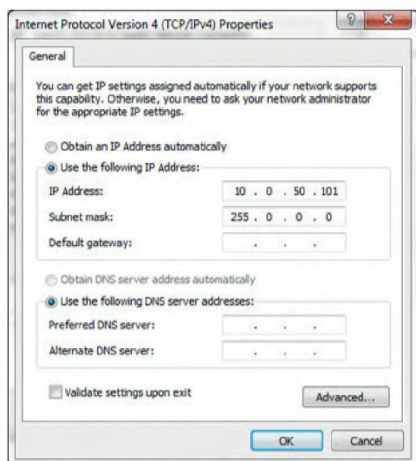 Internet Protocol Version 4 (TCP/IPv4) Properties
General
You can get IP settings assigned automatically if your network supports
this capability. Otherwise, you need to ask your network administrator
for the appropriate IP settings.
Obtain an IP Address automatically
Use the following IP Address:
IP Address: 10 . 0 . 50 . 101
Subnet mask: 255 . 0 . 0 . 0
Default gateway: . . .
Obtain DNS server address automatically
Use the following DNS server addresses:
Preferred DNS server: . . .
Alternate DNS server: . . .
Validate settings upon exit
Advanced...
OK Cancel